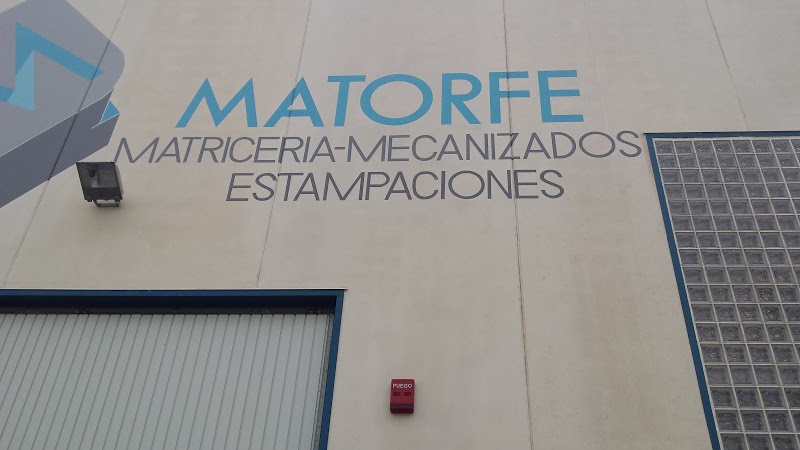 MATORFE
MATRICERIA-MECANIZADOS
ESTAMPACIONES
FUEGO